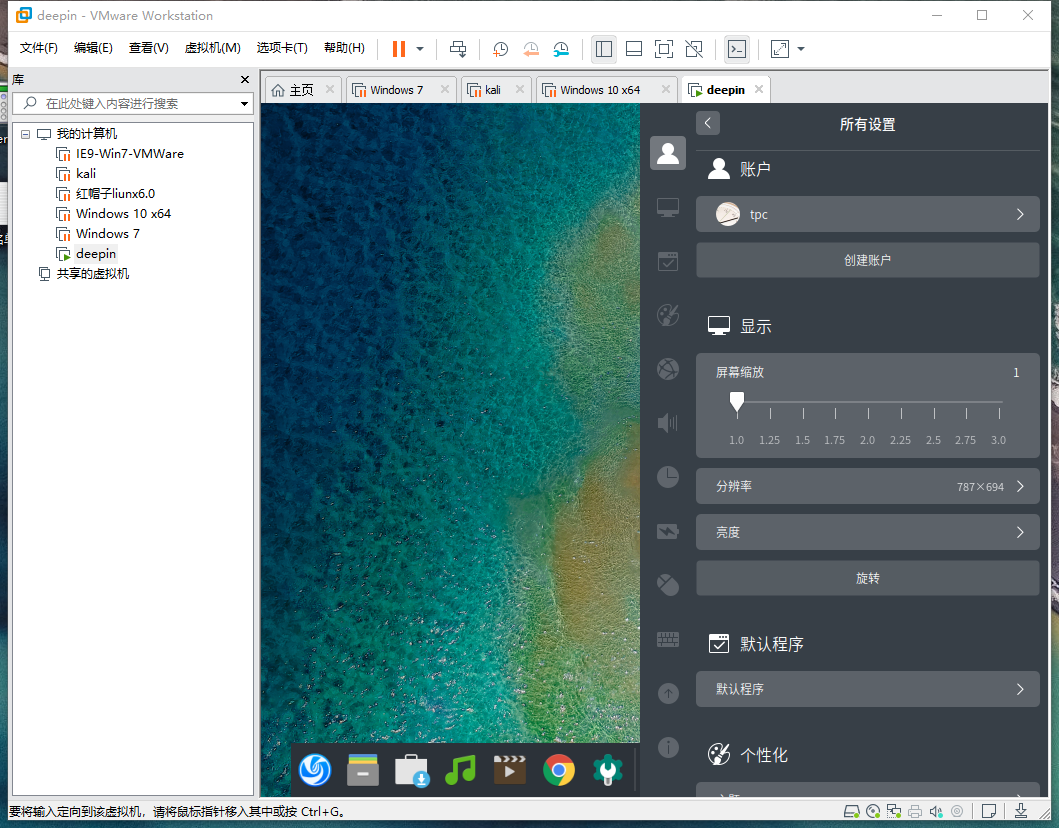 deepin - VMware Workstation
文件(F) 编辑(E) 查看(V) 虚拟机(M) 选项卡(T) 帮助(H)
库
在此处键入内容进行搜索
我的计算机
IE9-Win7-VMWare
kali
红帽子liunx6.0
Windows 10 x64
Windows 7
deepin
共享的虚拟机
主页 Windows 7 kali Windows 10 x64 deepin
所有设置
账户
tpc
创建账户
显示
屏幕缩放 1
1.0 1.25 1.5 1.75 2.0 2.25 2.5 2.75 3.0
分辨率 787×694
亮度
旋转
默认程序
默认程序
个性化
要将输入定向到该虚拟机，请将鼠标指针移入其中或按 Ctrl+G。